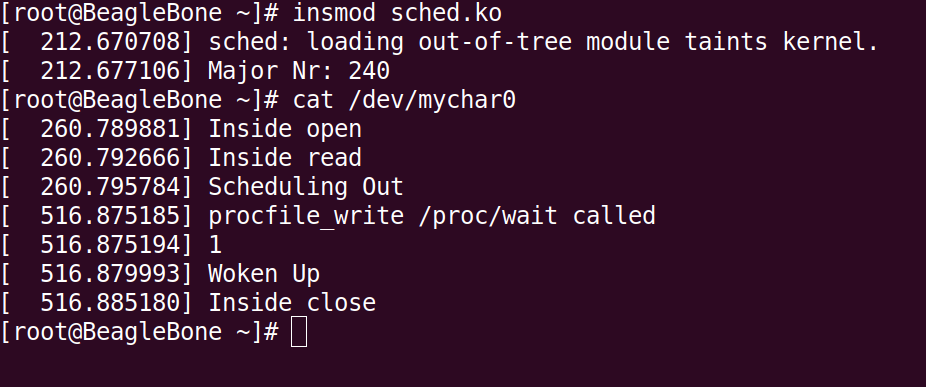 [root@BeagleBone ~]# insmod sched.ko
[  212.670708] sched: loading out-of-tree module taints kernel.
[  212.677106] Major Nr: 240
[root@BeagleBone ~]# cat /dev/mychar0
[  260.789881] Inside open
[  260.792666] Inside read
[  260.795784] Scheduling Out
[  516.875185] procfile_write /proc/wait called
[  516.875194] 1
[  516.879993] Woken Up
[  516.885180] Inside close
[root@BeagleBone ~]#